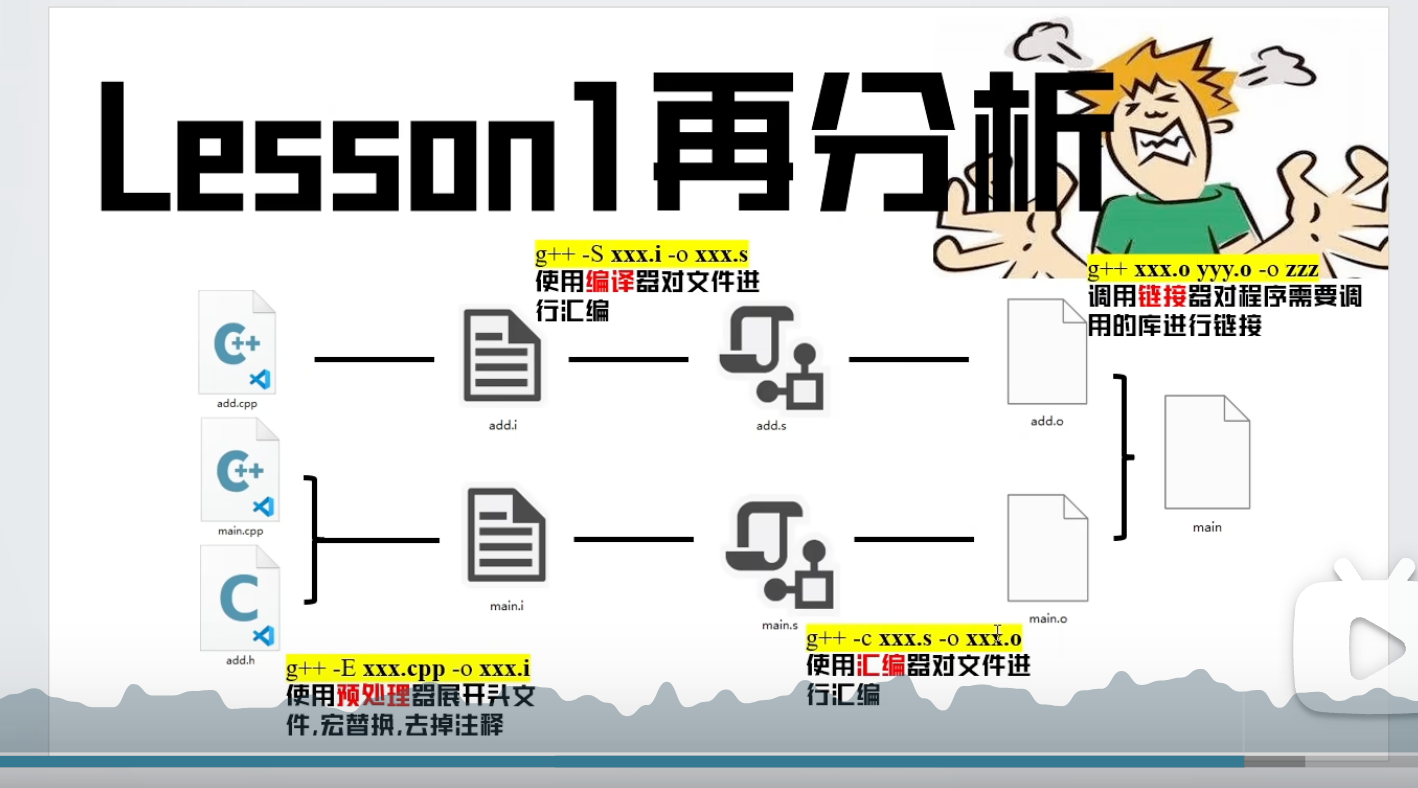 Lesson1再分析
g++ -S xxx.i -o xxx.s
使用编译器对文件进
行汇编
g++ xxx.o yyy.o -o zzz
调用链接器对程序需要调
用的库进行链接
C++
add.cpp
add.i
add.s
add.o
C++
main.cpp
main
C
add.h
main.i
main.s
main.o
g++ -E xxx.cpp -o xxx.i
使用预处理器展开头文
件,宏替换,去掉注释
g++ -c xxx.s -o xxx.o
使用汇编器对文件进
行汇编